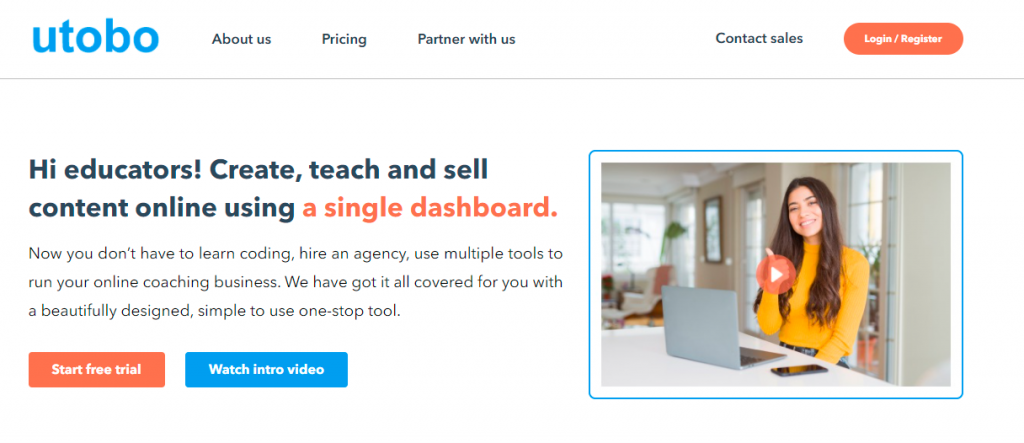 utobo
About us
Pricing
Partner with us
Contact sales
Login / Register
Hi educators! Create, teach and sell
content online using a single dashboard.
Now you don’t have to learn coding, hire an agency, use multiple tools to
run your online coaching business. We have got it all covered for you with
a beautifully designed, simple to use one-stop tool.
Start free trial
Watch intro video